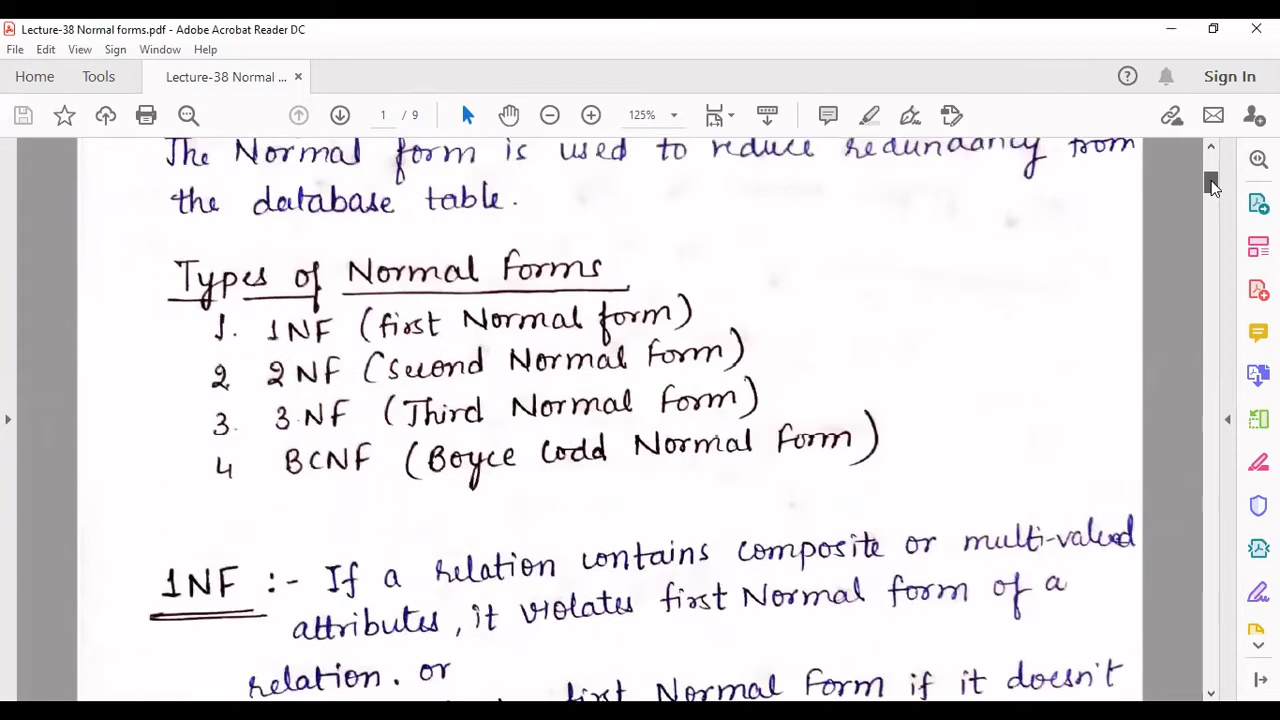 Lecture-38 Normal forms.pdf - Adobe Acrobat Reader DC
File Edit View Sign Window Help
Home Tools Lecture-38 Normal ... × Sign In
1 / 9 125%
The Normal form is used to reduce redundancy from
the database table.
Types of Normal Forms
1. 1NF (first Normal form)
2 2NF (Second Normal Form)
3. 3.NF (Third Normal Form)
4 BCNF (Boyce Codd Normal Form)
1NF :- If a relation contains composite or multi-valued
attributes, it violates first Normal form of a
relation. or
first Normal Form if it doesn't